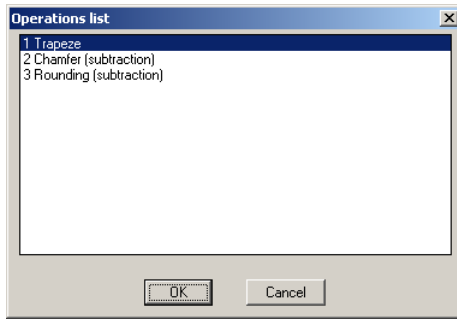 Operations list
1 Trapeze
2 Chamfer (subtraction)
3 Rounding (subtraction)
OK
Cancel